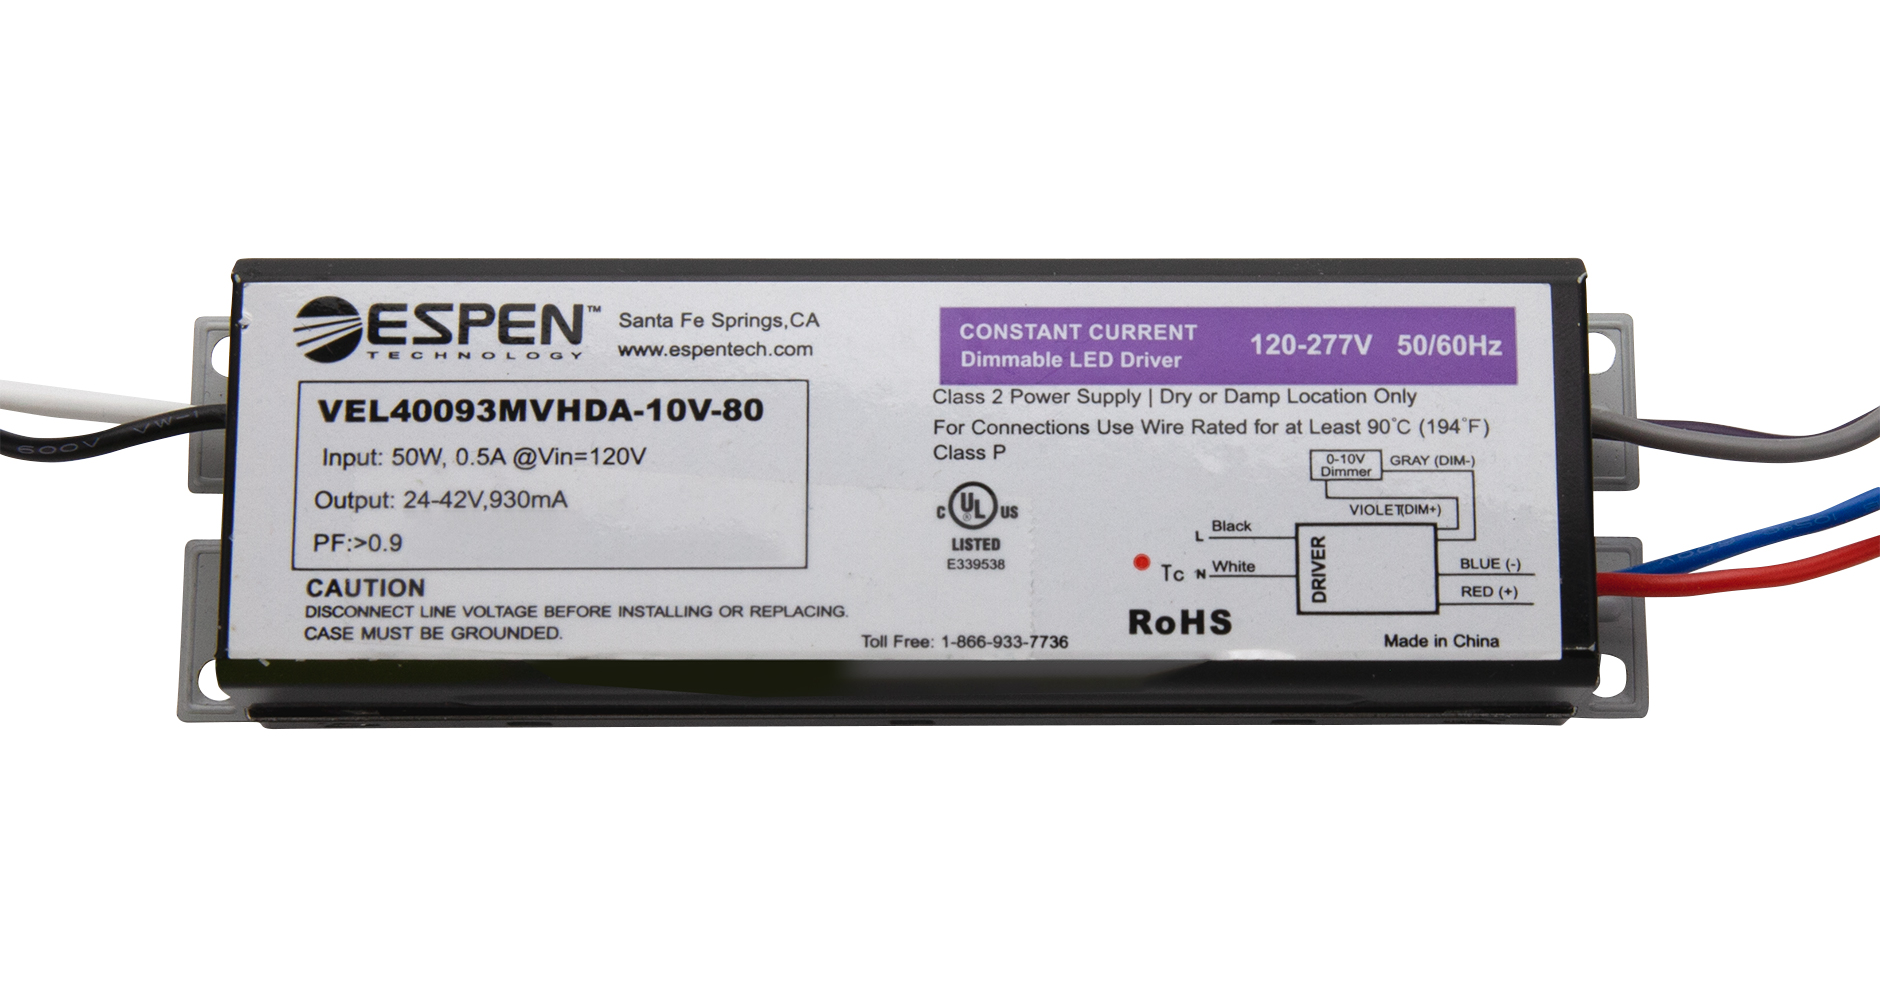 ESPEN™
TECHNOLOGY
Santa Fe Springs,CA
www.espentech.com
VEL40093MVHDA-10V-80
Input: 50W, 0.5A @Vin=120V
Output: 24-42V,930mA
PF:>0.9
CAUTION
DISCONNECT LINE VOLTAGE BEFORE INSTALLING OR REPLACING.
CASE MUST BE GROUNDED.
CONSTANT CURRENT
Dimmable LED Driver
120-277V 50/60Hz
Class 2 Power Supply | Dry or Damp Location Only
For Connections Use Wire Rated for at Least 90°C (194°F)
Class P
C UL ® US
LISTED
E339538
0-10V
Dimmer
GRAY (DIM-)
VIOLET(DIM+)
L Black
Tc N White
DRIVER
BLUE (-)
RED (+)
RoHS
Toll Free: 1-866-933-7736
Made in China
600V VW-1